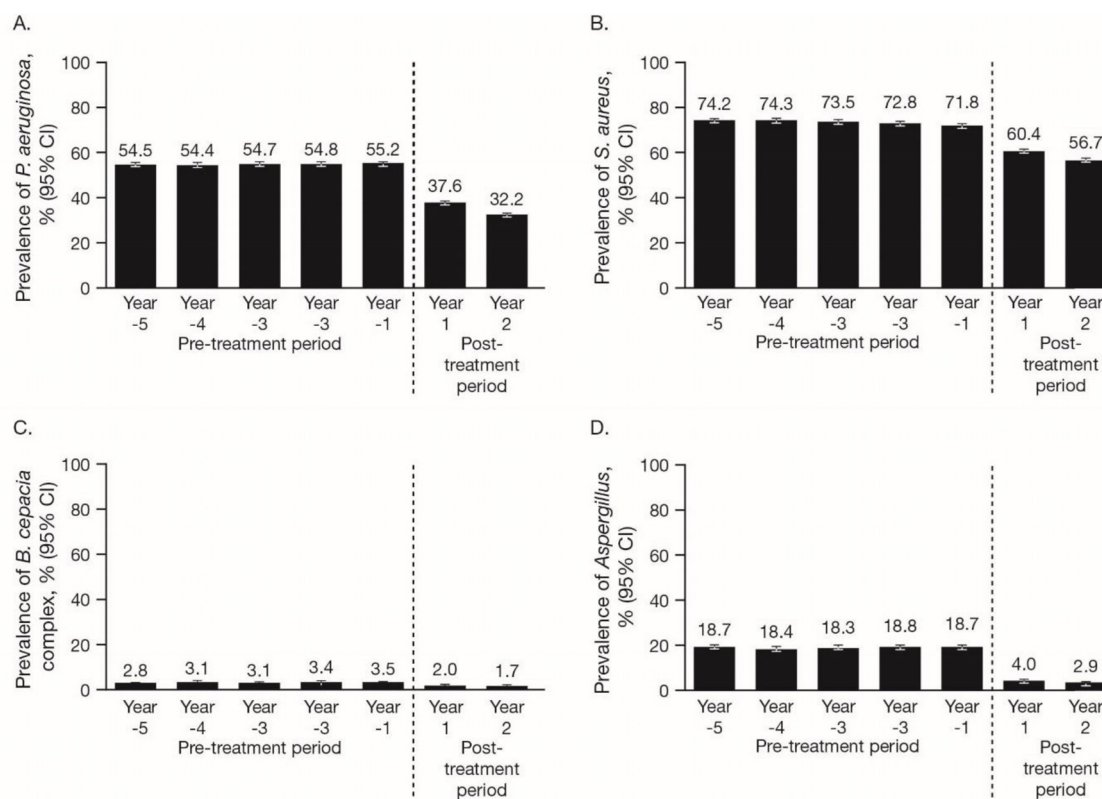 A.
Prevalence of P. aeruginosa,
% (95% CI)
100
80
60
40
20
0
54.5 54.4 54.7 54.8 55.2 37.6 32.2
Year Year Year Year Year Year Year
-5 -4 -3 -3 -1 1 2
Pre-treatment period Post-
treatment
period
B.
Prevalence of S. aureus,
% (95% CI)
100
80
60
40
20
0
74.2 74.3 73.5 72.8 71.8 60.4 56.7
Year Year Year Year Year Year Year
-5 -4 -3 -3 -1 1 2
Pre-treatment period Post-
treatment
period
C.
Prevalence of B. cepacia
complex, % (95% CI)
100
80
60
40
20
0
2.8 3.1 3.1 3.4 3.5 2.0 1.7
Year Year Year Year Year Year Year
-5 -4 -3 -3 -1 1 2
Pre-treatment period Post-
treatment
period
D.
Prevalence of Aspergillus,
% (95% CI)
100
80
60
40
20
0
18.7 18.4 18.3 18.8 18.7 4.0 2.9
Year Year Year Year Year Year Year
-5 -4 -3 -3 -1 1 2
Pre-treatment period Post-
treatment
period